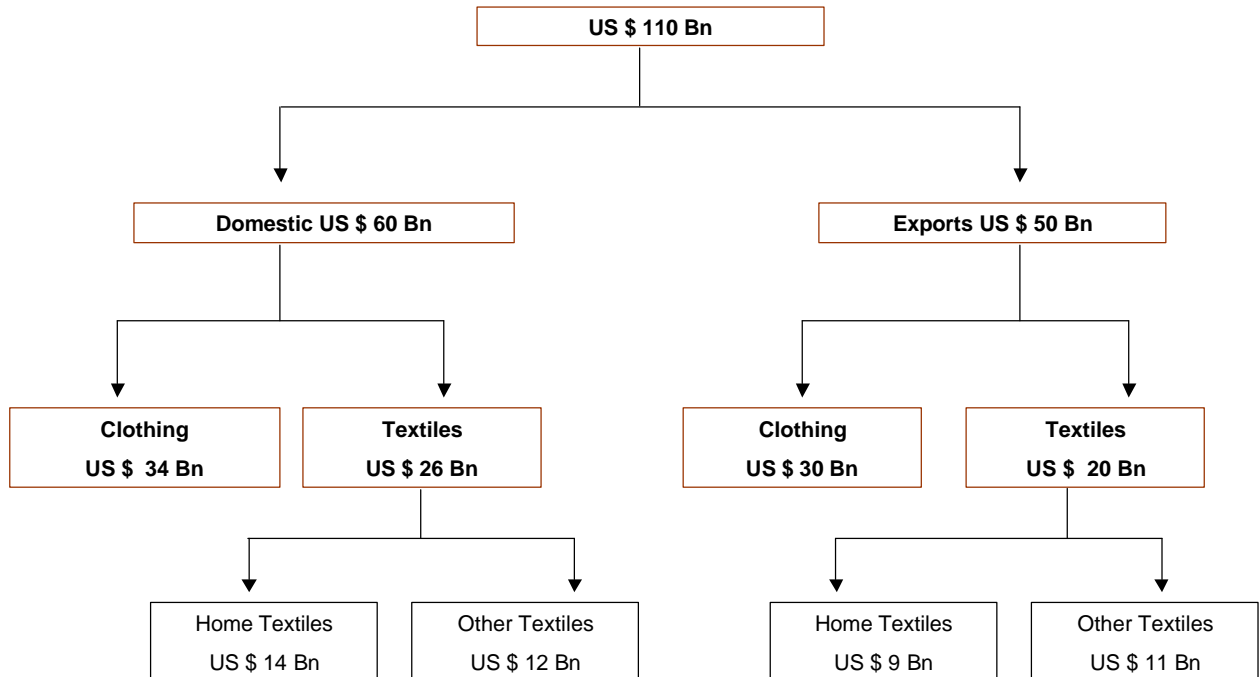 US $ 110 Bn
Domestic US $ 60 Bn
Exports US $ 50 Bn
Clothing
US $  34 Bn
Textiles
US $ 26 Bn
Clothing
US $ 30 Bn
Textiles
US $  20 Bn
Home Textiles
US $ 14 Bn
Other Textiles
US $ 12 Bn
Home Textiles
US $ 9 Bn
Other Textiles
US $ 11 Bn